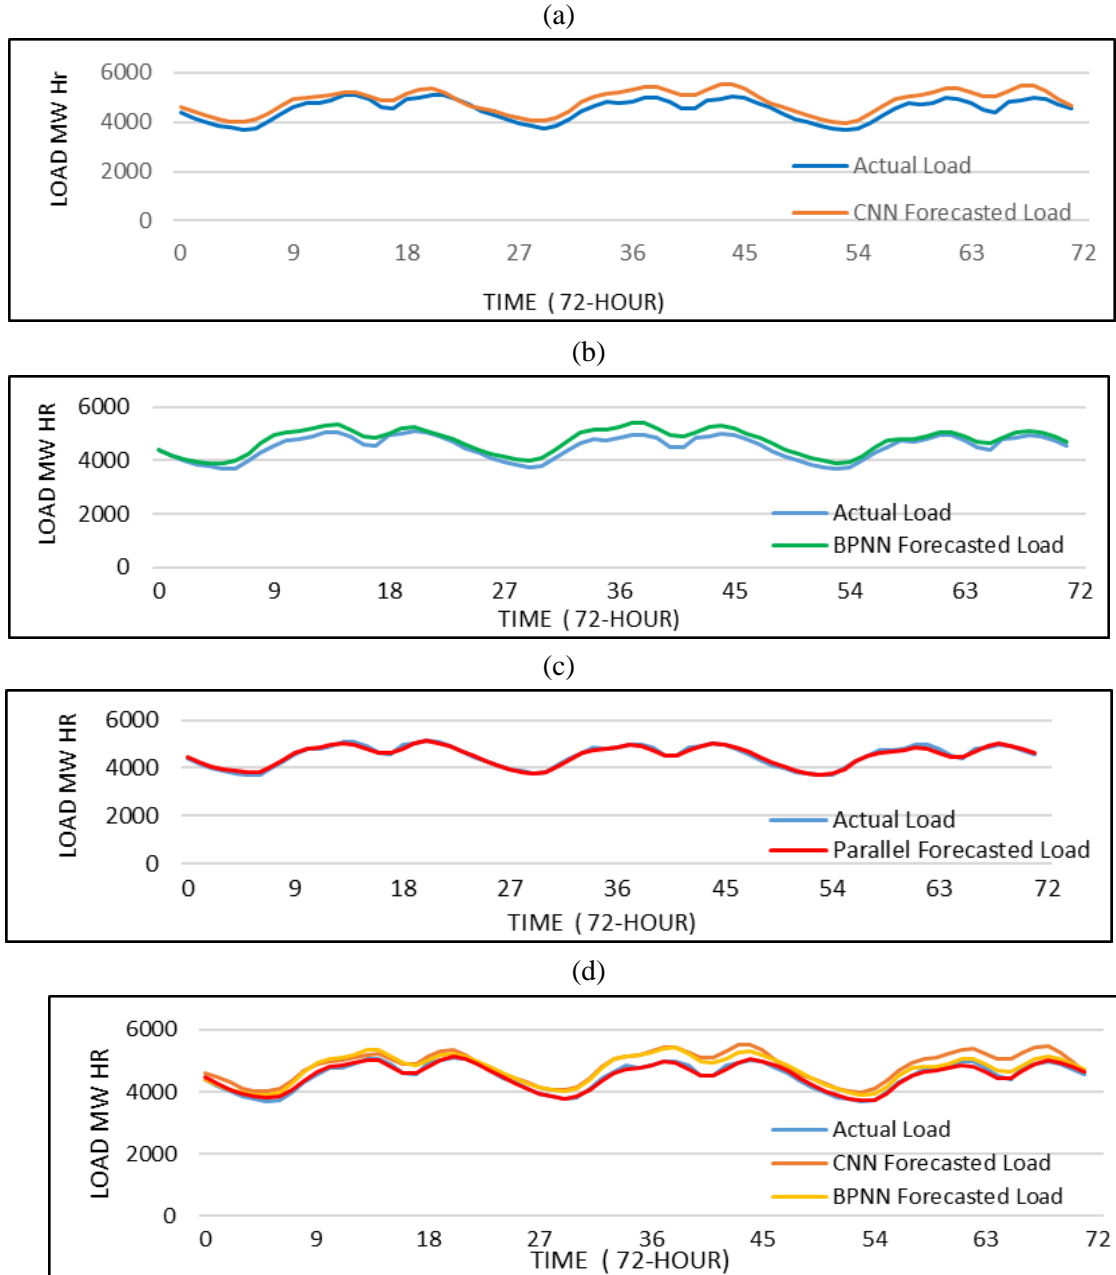 (a)
LOAD MW Hr
6000
4000
2000
0
Actual Load
CNN Forecasted Load
0 9 18 27 36 45 54 63 72
TIME ( 72-HOUR)
(b)
LOAD MW HR
6000
4000
2000
0
Actual Load
BPNN Forecasted Load
0 9 18 27 36 45 54 63 72
TIME ( 72-HOUR)
(c)
LOAD MW HR
6000
4000
2000
0
Actual Load
Parallel Forecasted Load
0 9 18 27 36 45 54 63 72
TIME ( 72-HOUR)
(d)
LOAD MW HR
6000
4000
2000
0
Actual Load
CNN Forecasted Load
BPNN Forecasted Load
0 9 18 27 36 45 54 63 72
TIME ( 72-HOUR)